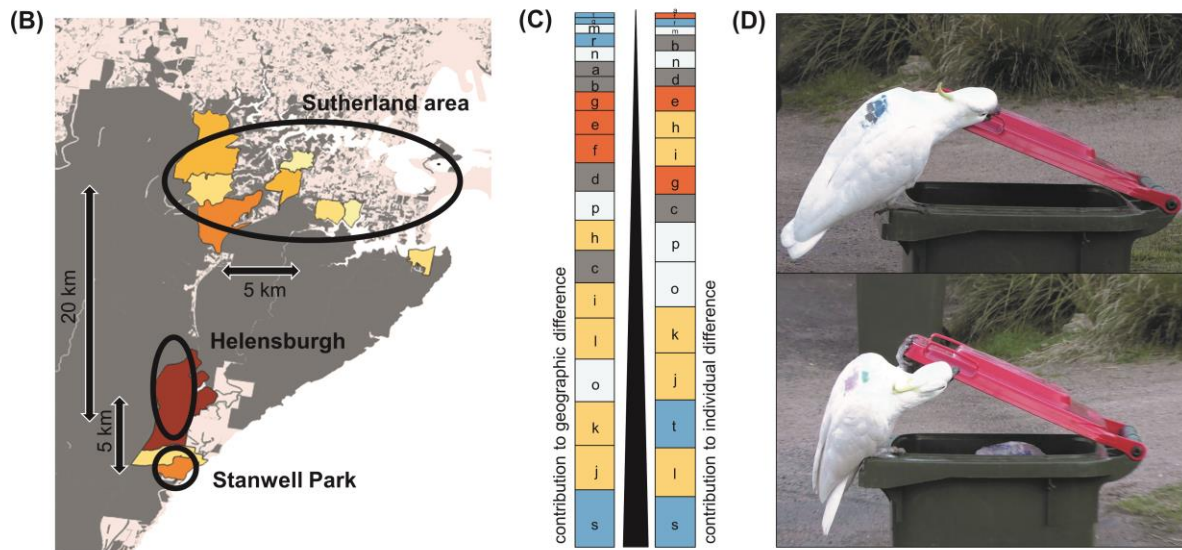 (B)
Sutherland area
5 km
20 km
Helensburgh
5 km
Stanwell Park
(C)
contribution to geographic difference
m
r
n
a
b
g
e
f
d
p
h
c
i
l
o
k
j
s
a
m
b
n
d
e
h
i
g
c
p
o
k
j
t
l
s
contribution to individual difference
(D)